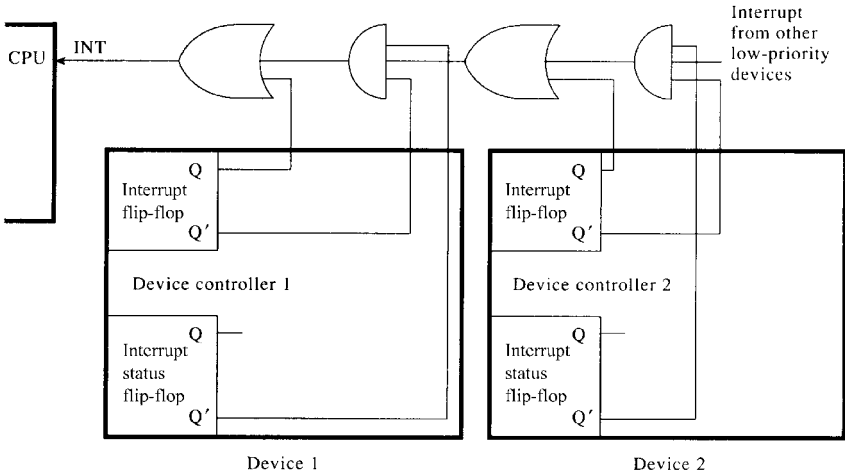 Interrupt
from other
low-priority
devices
CPU
INT
Q
Interrupt
flip-flop
Q'
Device controller 1
Q
Interrupt
status
flip-flop
Q'
Device 1
Q
Interrupt
flip-flop
Q'
Device controller 2
Q
Interrupt
status
flip-flop
Q'
Device 2